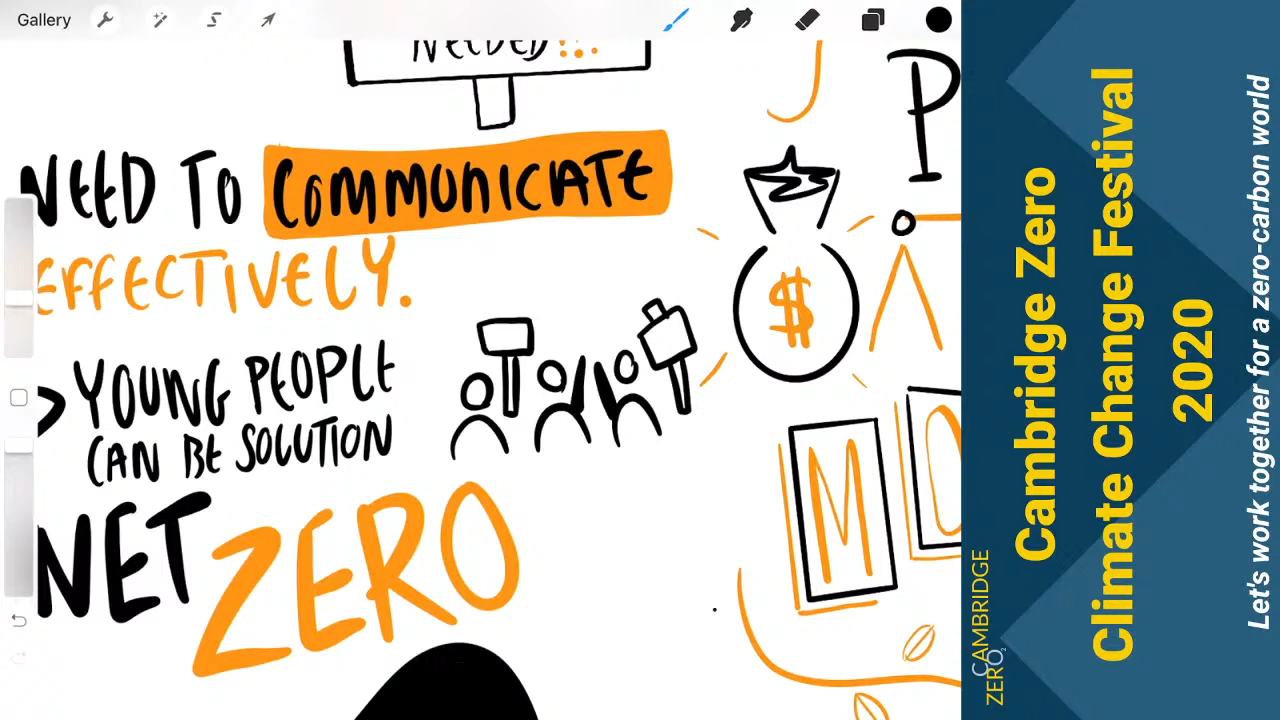 Gallery
NEEDED!!!
NEED TO COMMUNICATE
EFFECTIVELY.
> YOUNG PEOPLE
CAN BE SOLUTION
NET ZERO
$
P
M
Cambridge Zero
Climate Change Festival
2020
Let's work together for a zero-carbon world
CAMBRIDGE
ZERO₂